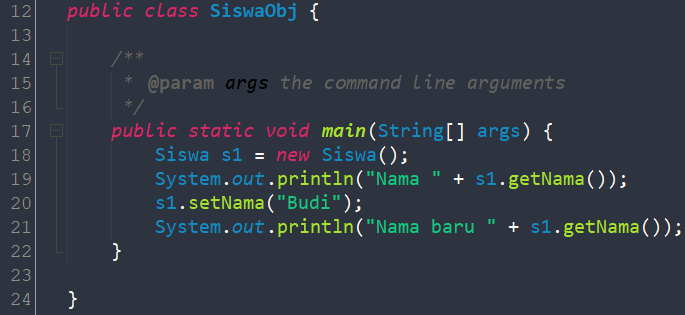 12 public class SiswaObj {
13
14 /**
15 * @param args the command line arguments
16 */
17 public static void main(String[] args) {
18 Siswa s1 = new Siswa();
19 System.out.println("Nama " + s1.getNama());
20 s1.setNama("Budi");
21 System.out.println("Nama baru " + s1.getNama());
22 }
23
24 }